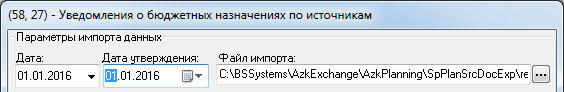 (58, 27) - Уведомления о бюджетных назначениях по источникам
Параметры импорта данных
Дата: Дата утверждения: Файл импорта:
01.01.2016 01.01.2016 C:\BSSystems\AzkExchange\AzkPlanning\SpPlanSrcDocExp\re ...